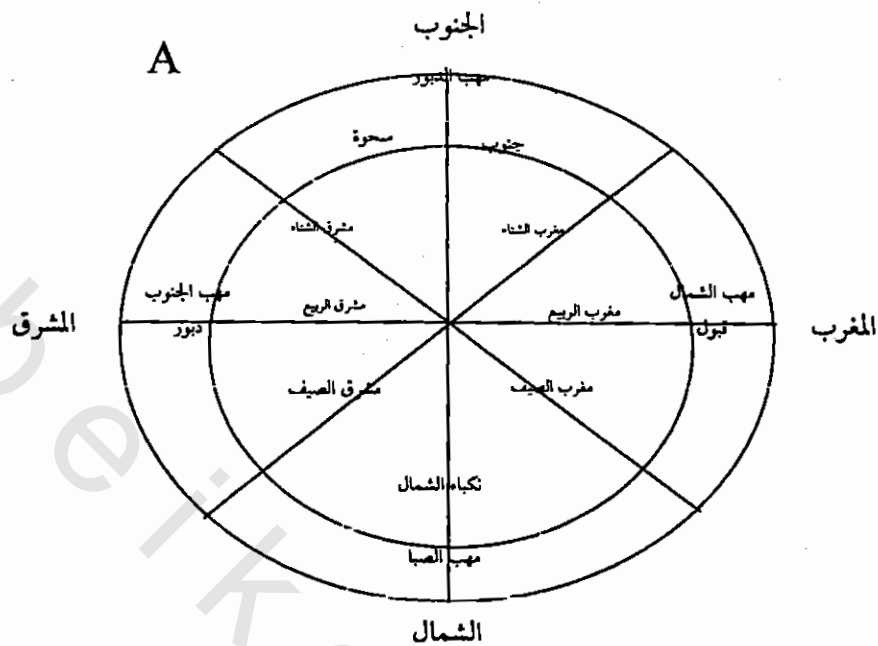 الجنوب
A
مهب الدبور
سحوة
جنوب
مشرق الشتاء
مغرب الشتاء
مهب الجنوب
مهب الشمال
مشرق الربيع
مغرب الربيع
المشرق
دبور
قبول
المغرب
مشرق الصيف
مغرب الصيف
نكباء الشمال
مهب الصبا
الشمال
b e i k